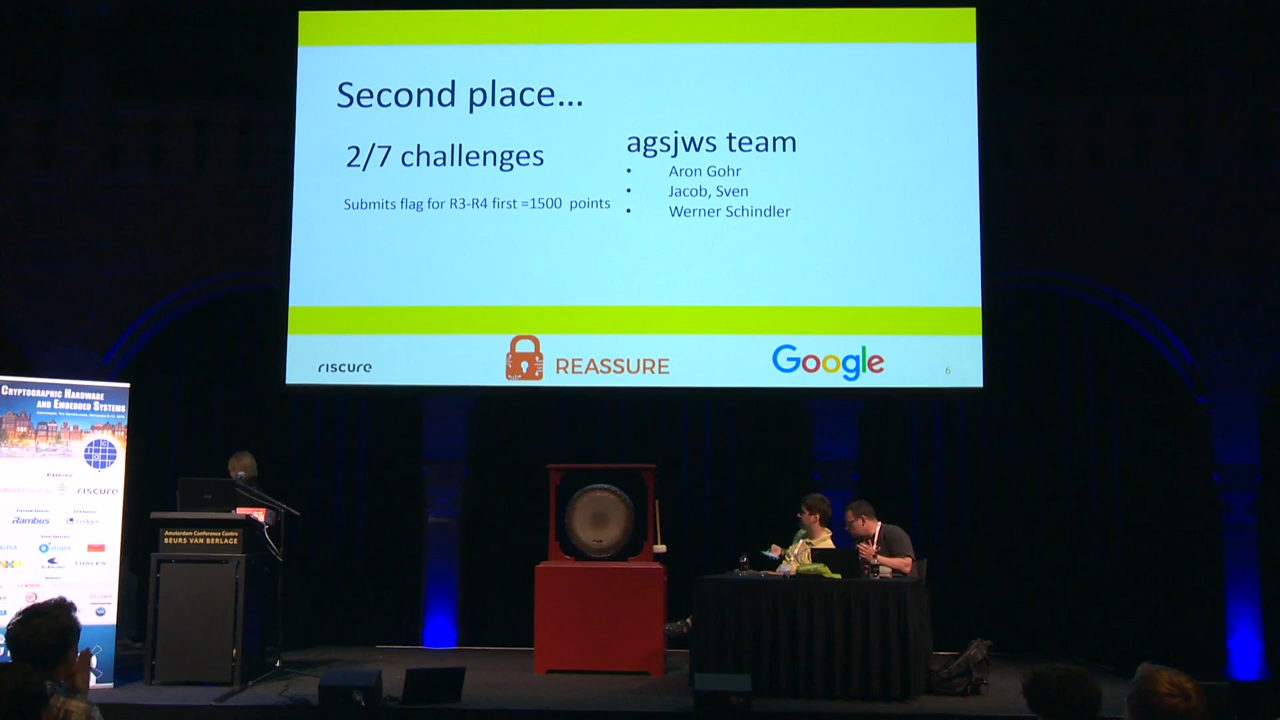 Second place...
2/7 challenges
Submits flag for R3-R4 first =1500 points
agsjws team
• Aron Gohr
• Jacob, Sven
• Werner Schindler
riscure
REASSURE
Google
6
CRYPTOGRAPHIC HARDWARE
AND EMBEDDED SYSTEMS
riscure
Rambus
Ledger
THALES
Amsterdam Conference Centre
BEURS VAN BERLAGE